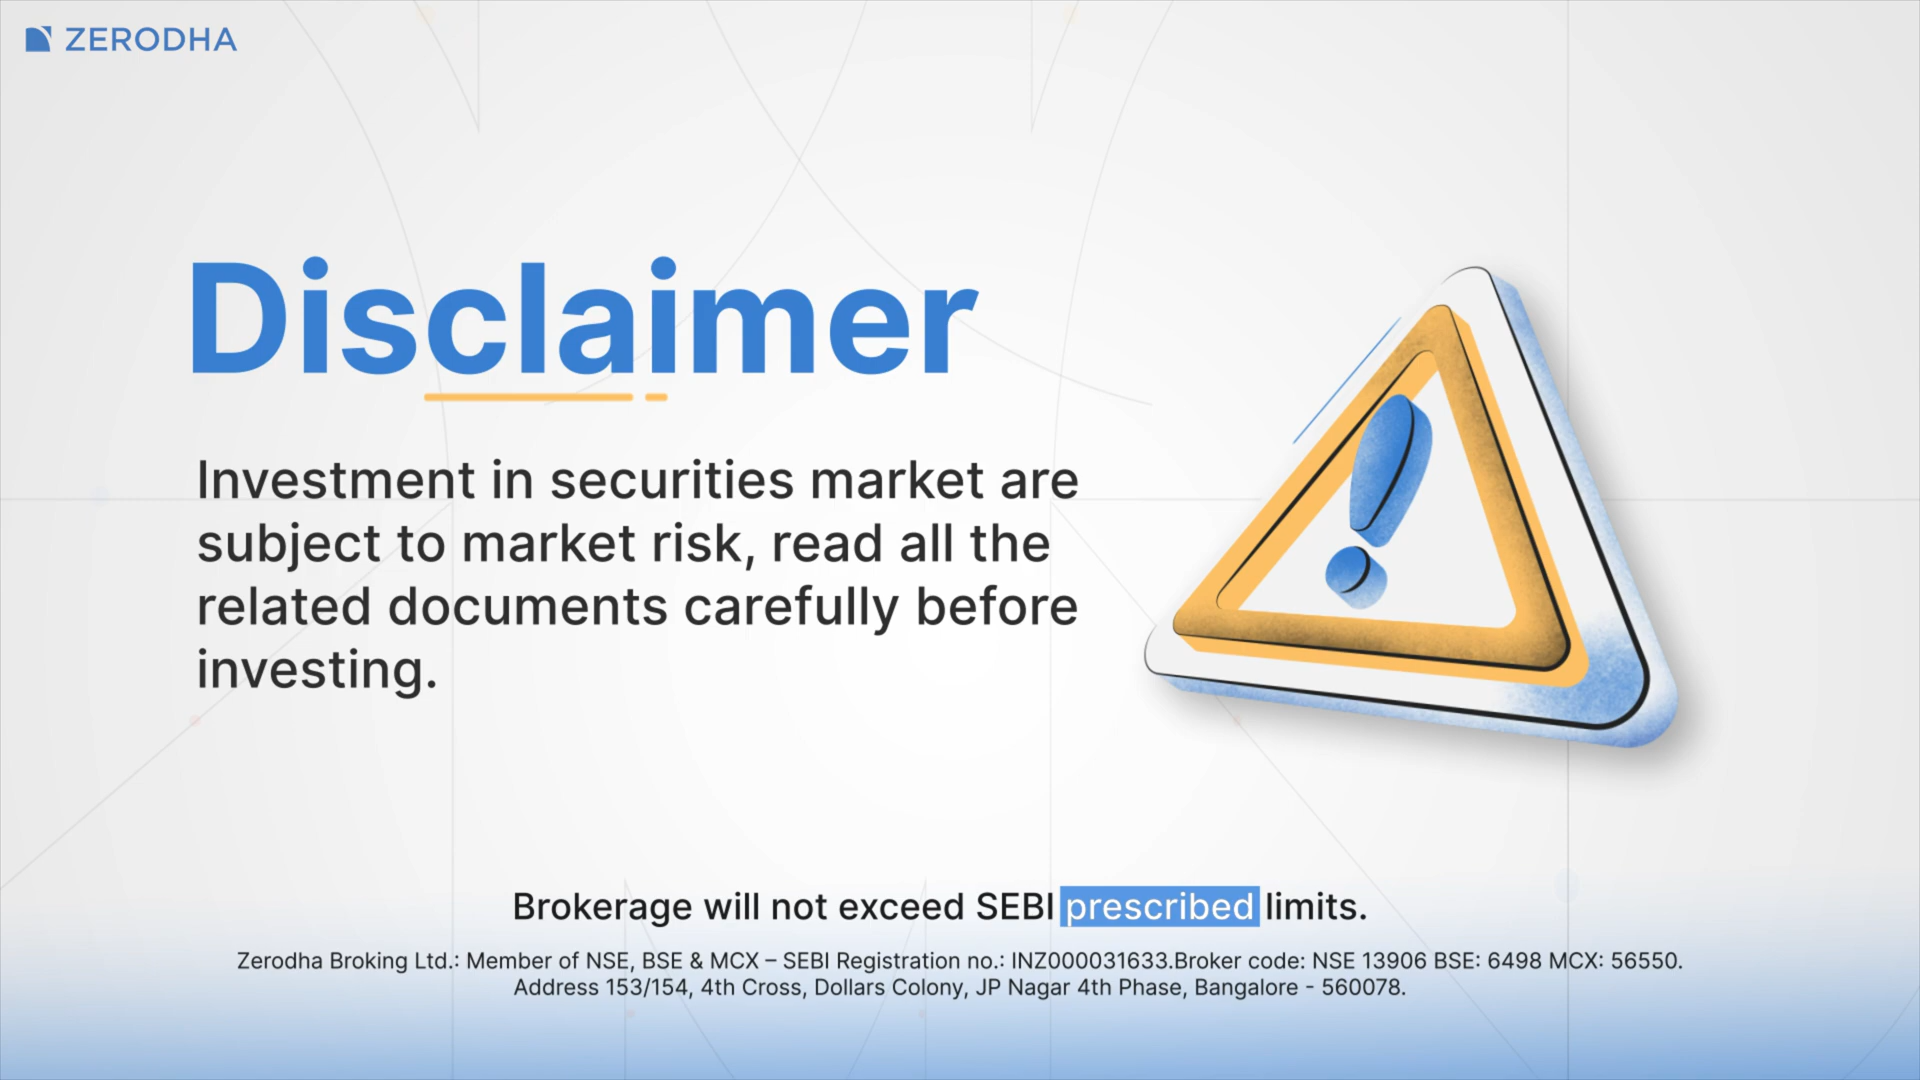 ZERODHA
Disclaimer
Investment in securities market are
subject to market risk, read all the
related documents carefully before
investing.
Brokerage will not exceed SEBI prescribed limits.
Zerodha Broking Ltd.: Member of NSE, BSE & MCX – SEBI Registration no.: INZ000031633.Broker code: NSE 13906 BSE: 6498 MCX: 56550.
Address 153/154, 4th Cross, Dollars Colony, JP Nagar 4th Phase, Bangalore - 560078.